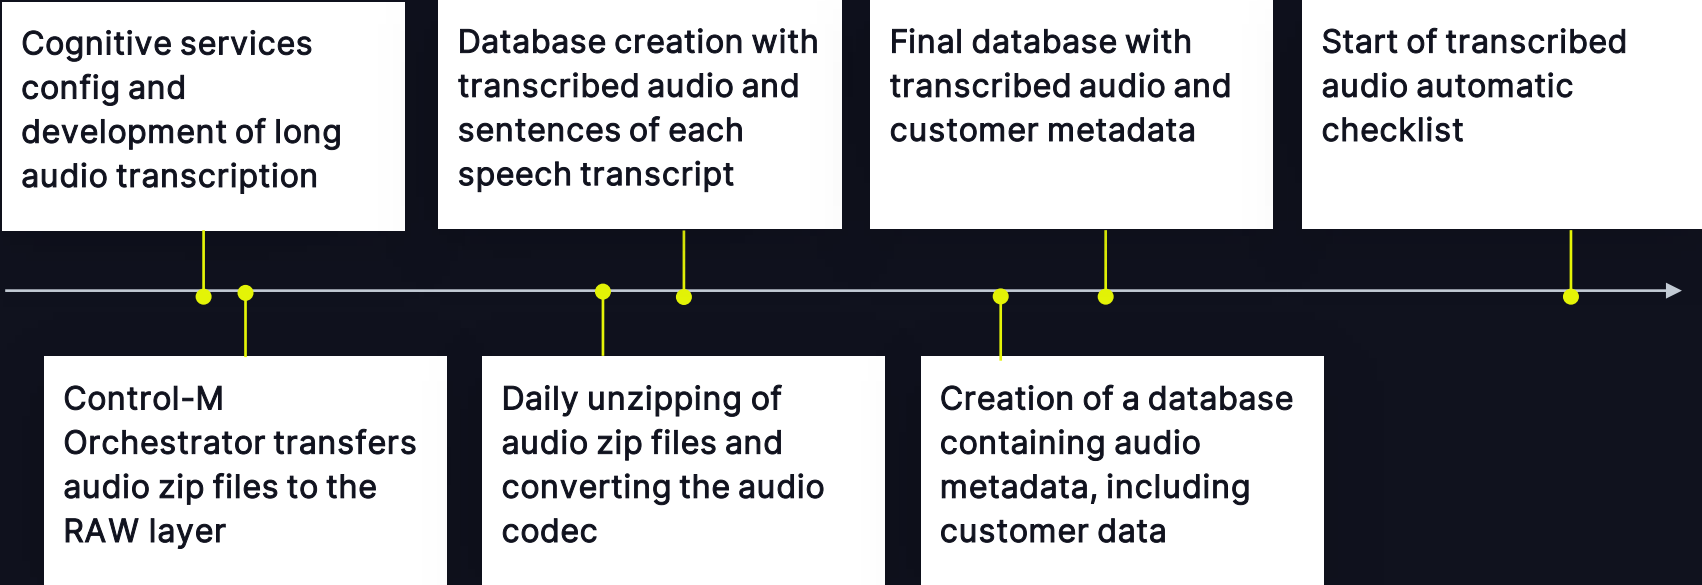 Cognitive services
config and
development of long
audio transcription
Database creation with
transcribed audio and
sentences of each
speech transcript
Final database with
transcribed audio and
customer metadata
Start of transcribed
audio automatic
checklist
Control-M
Orchestrator transfers
audio zip files to the
RAW layer
Daily unzipping of
audio zip files and
converting the audio
codec
Creation of a database
containing audio
metadata, including
customer data